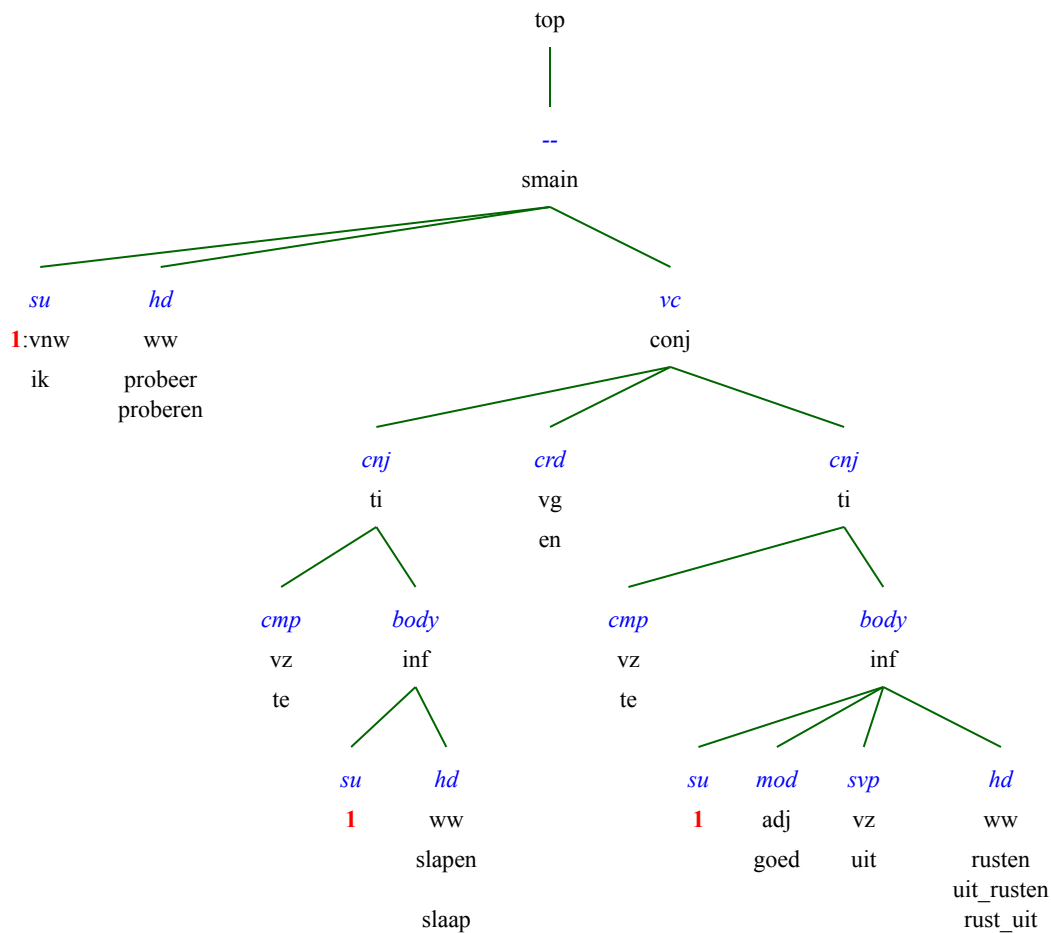 top
--
smain
su hd vc
1:vnw ww conj
ik probeer
proberen
cnj crd cnj
ti vg ti
en
cmp body cmp body
vz inf vz inf
te te
su hd su mod svp hd
1 ww 1 adj vz ww
slapen goed uit rusten
uit_rusten
slaap rust_uit